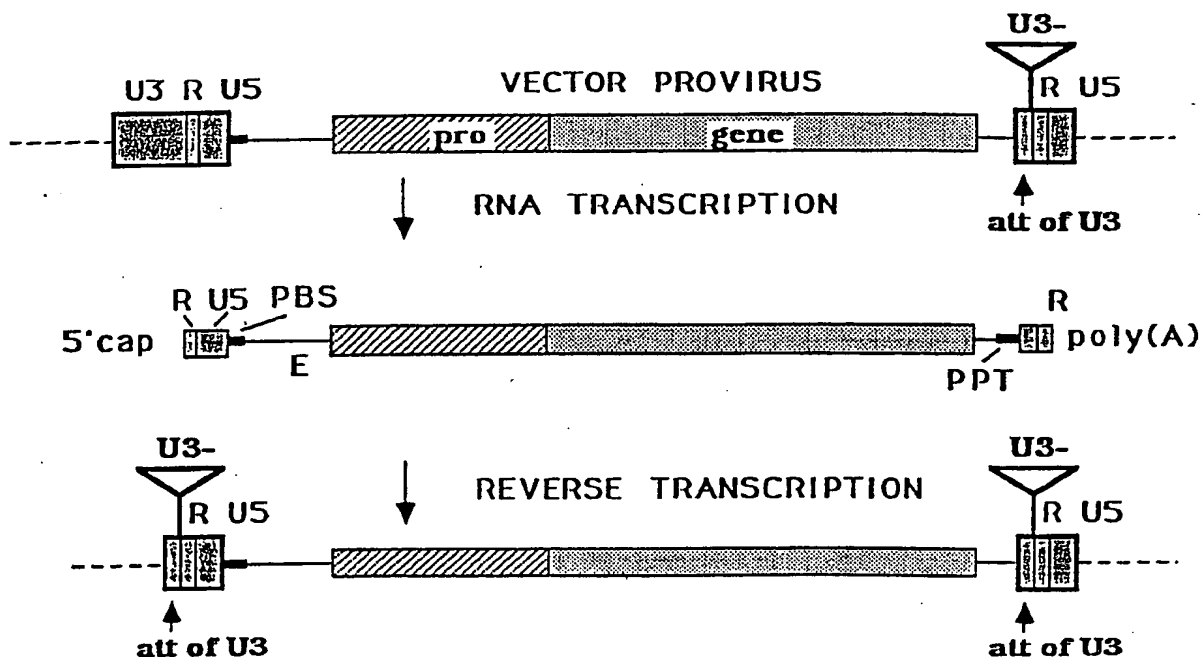 U3-
U3 R U5 VECTOR PROVIRUS R U5
pro gene
RNA TRANSCRIPTION
att of U3
R U5 PBS R
5'cap poly(A)
E PPT
U3- U3-
REVERSE TRANSCRIPTION
R U5 R U5
att of U3 att of U3